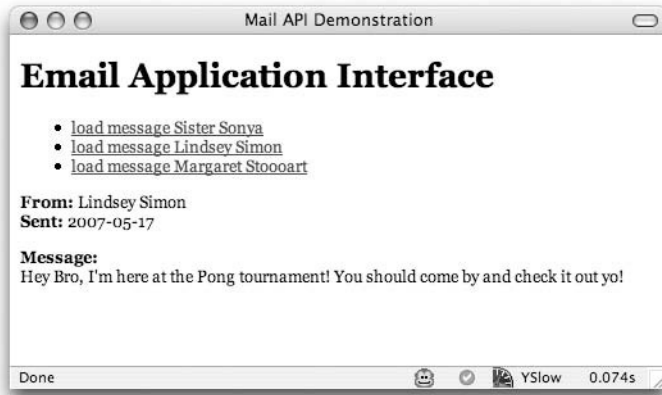 Mail API Demonstration
Email Application Interface
load message Sister Sonya
load message Lindsey Simon
load message Margaret Stoooart
From: Lindsey Simon
Sent: 2007-05-17
Message:
Hey Bro, I'm here at the Pong tournament! You should come by and check it out yo!
Done YSlow 0.074s